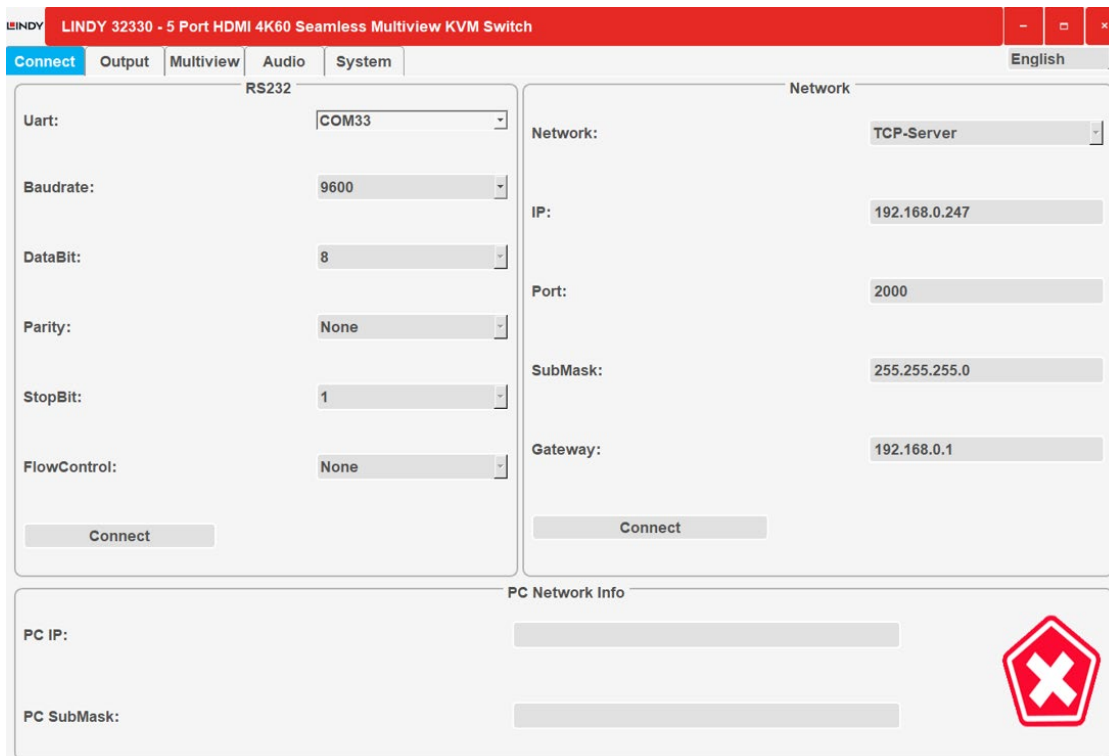 LINDY LINDY 32330 - 5 Port HDMI 4K60 Seamless Multiview KVM Switch
Connect Output Multiview Audio System English
RS232
Uart: COM33
Baudrate: 9600
DataBit: 8
Parity: None
StopBit: 1
FlowControl: None
Connect
Network
Network: TCP-Server
IP: 192.168.0.247
Port: 2000
SubMask: 255.255.255.0
Gateway: 192.168.0.1
Connect
PC Network Info
PC IP:
PC SubMask: